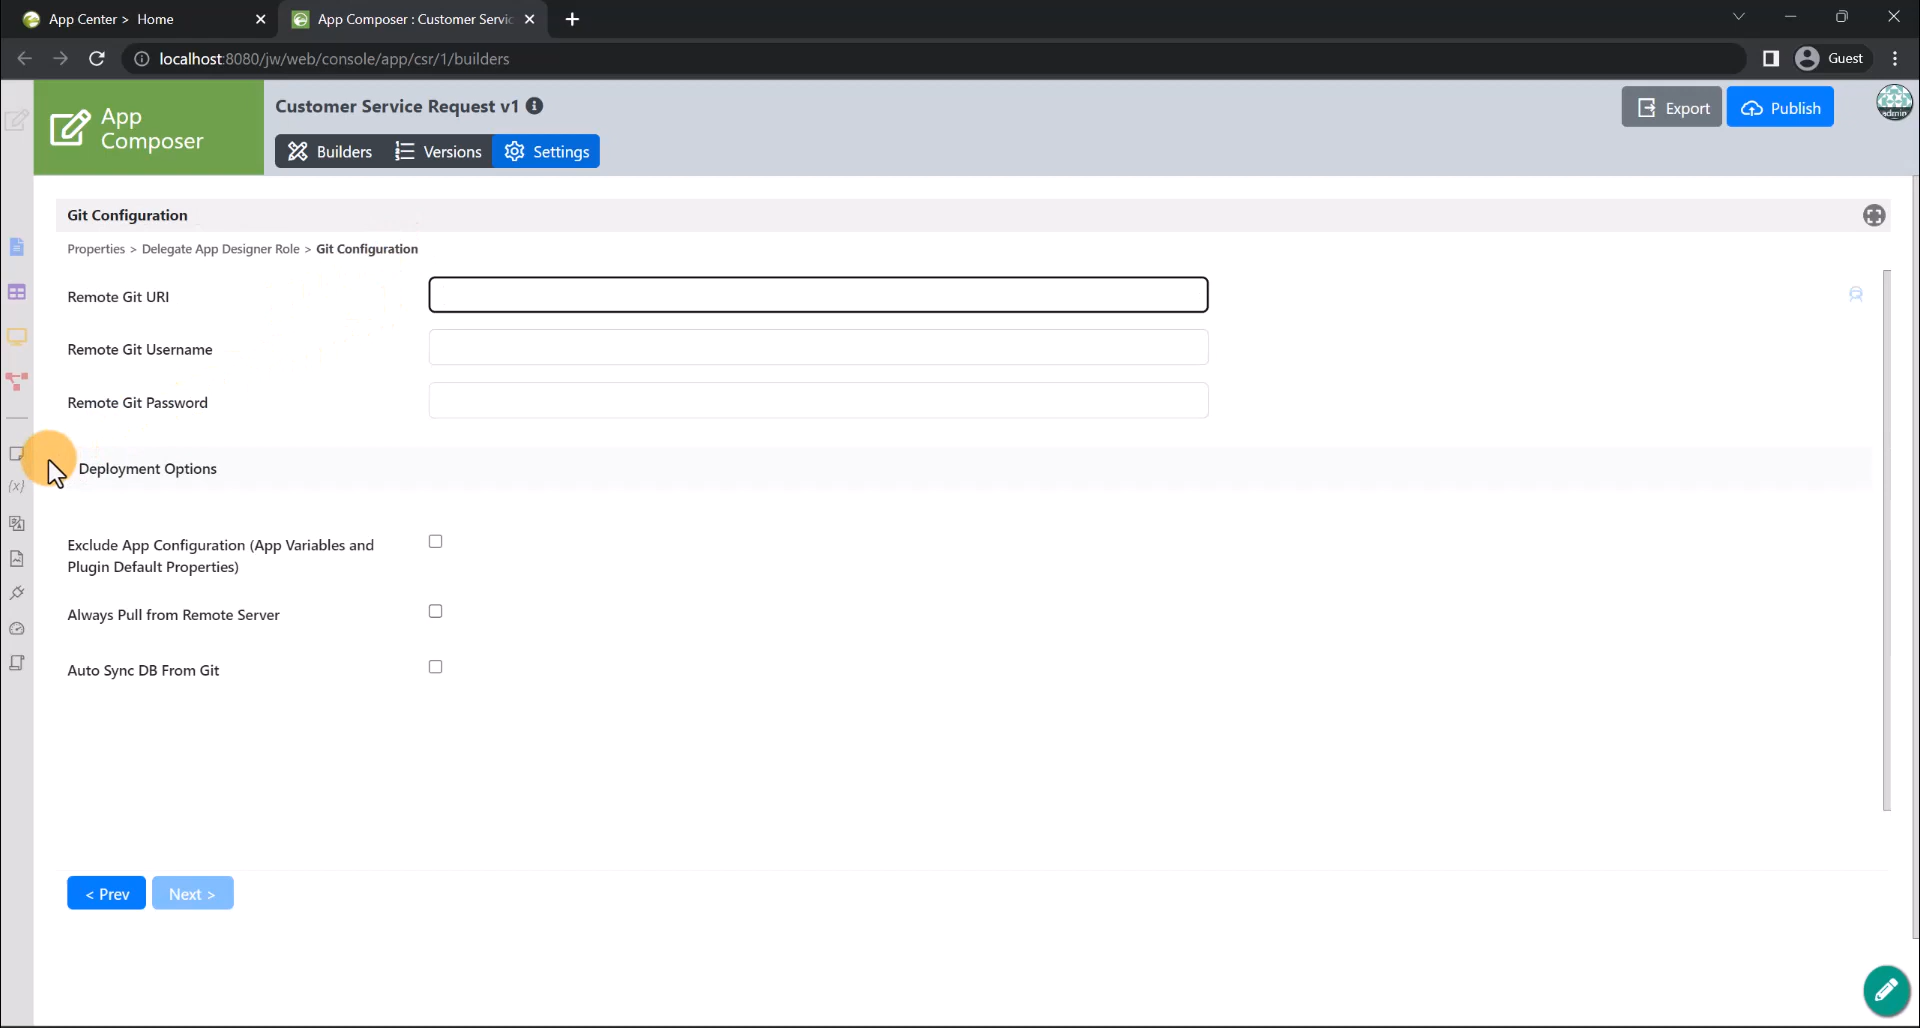 App Center > Home
App Composer : Customer Servic
localhost:8080/jw/web/console/app/csr/1/builders
Guest
App
Composer
Customer Service Request v1
Export
Publish
admin
Builders
Versions
Settings
Git Configuration
Properties > Delegate App Designer Role > Git Configuration
Remote Git URI
Remote Git Username
Remote Git Password
Deployment Options
{x}
Exclude App Configuration (App Variables and
Plugin Default Properties)
Always Pull from Remote Server
Auto Sync DB From Git
< Prev
Next >